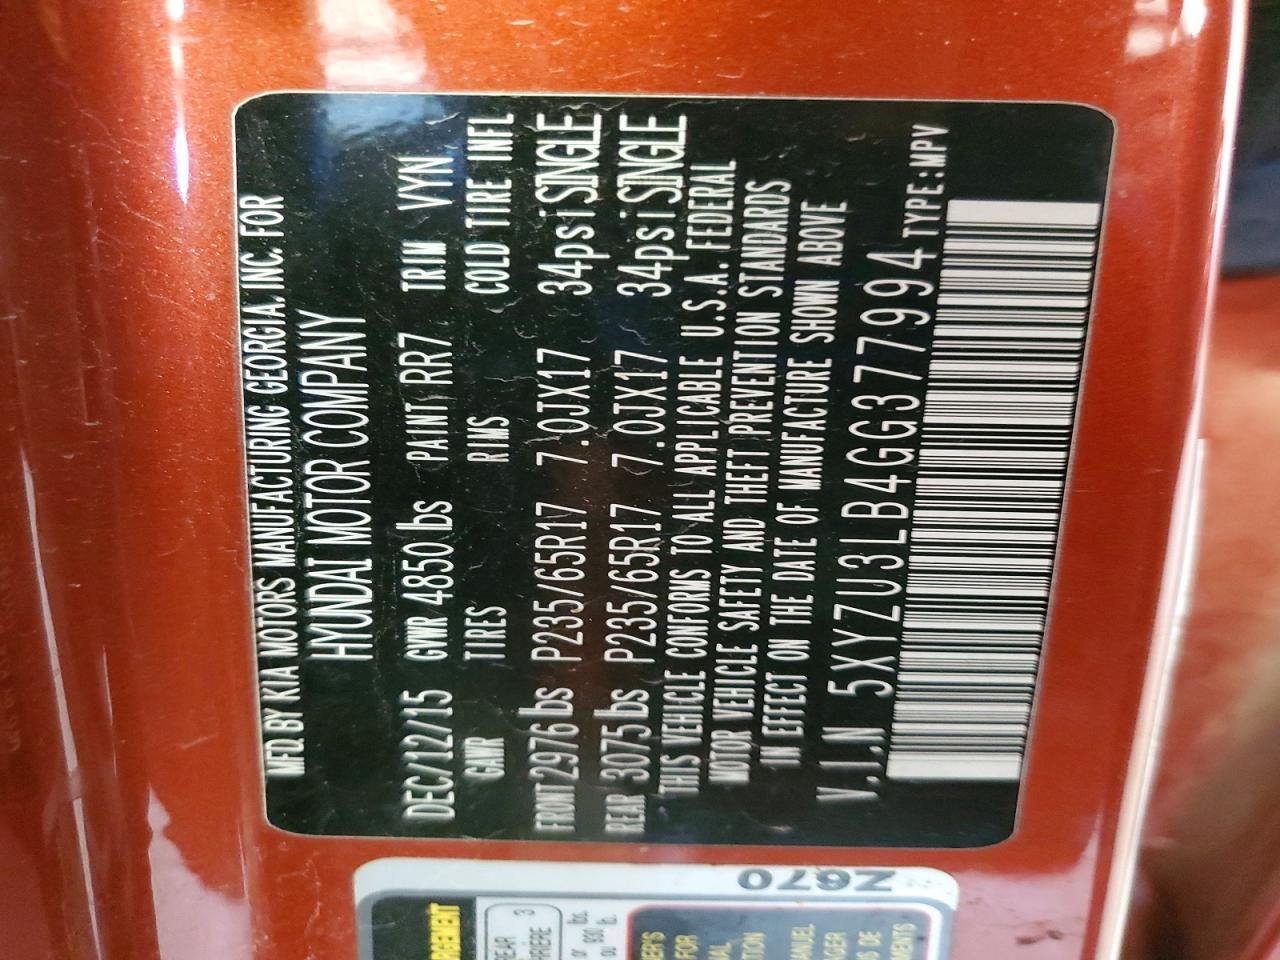 MFD. BY KIA MOTORS MANUFACTURING GEORGIA. INC. FOR
HYUNDAI MOTOR COMPANY
DEC/12/15 GVWR 4850 lbs PAINT RR7 TRIM VYN
GAWR TIRES RIMS COLD TIRE INFL
FRONT 2976 lbs P235/65R17 7.0JX17 34psi SINGLE
REAR 3075 lbs P235/65R17 7.0JX17 34psi SINGLE
THIS VEHICLE CONFORMS TO ALL APPLICABLE U.S.A. FEDERAL
MOTOR VEHICLE SAFETY AND THEFT PREVENTION STANDARDS
IN EFFECT ON THE DATE OF MANUFACTURE SHOWN ABOVE
V.I.N 5XYZU3LB4GG377994 TYPE:MPV
Z670
REAR 3